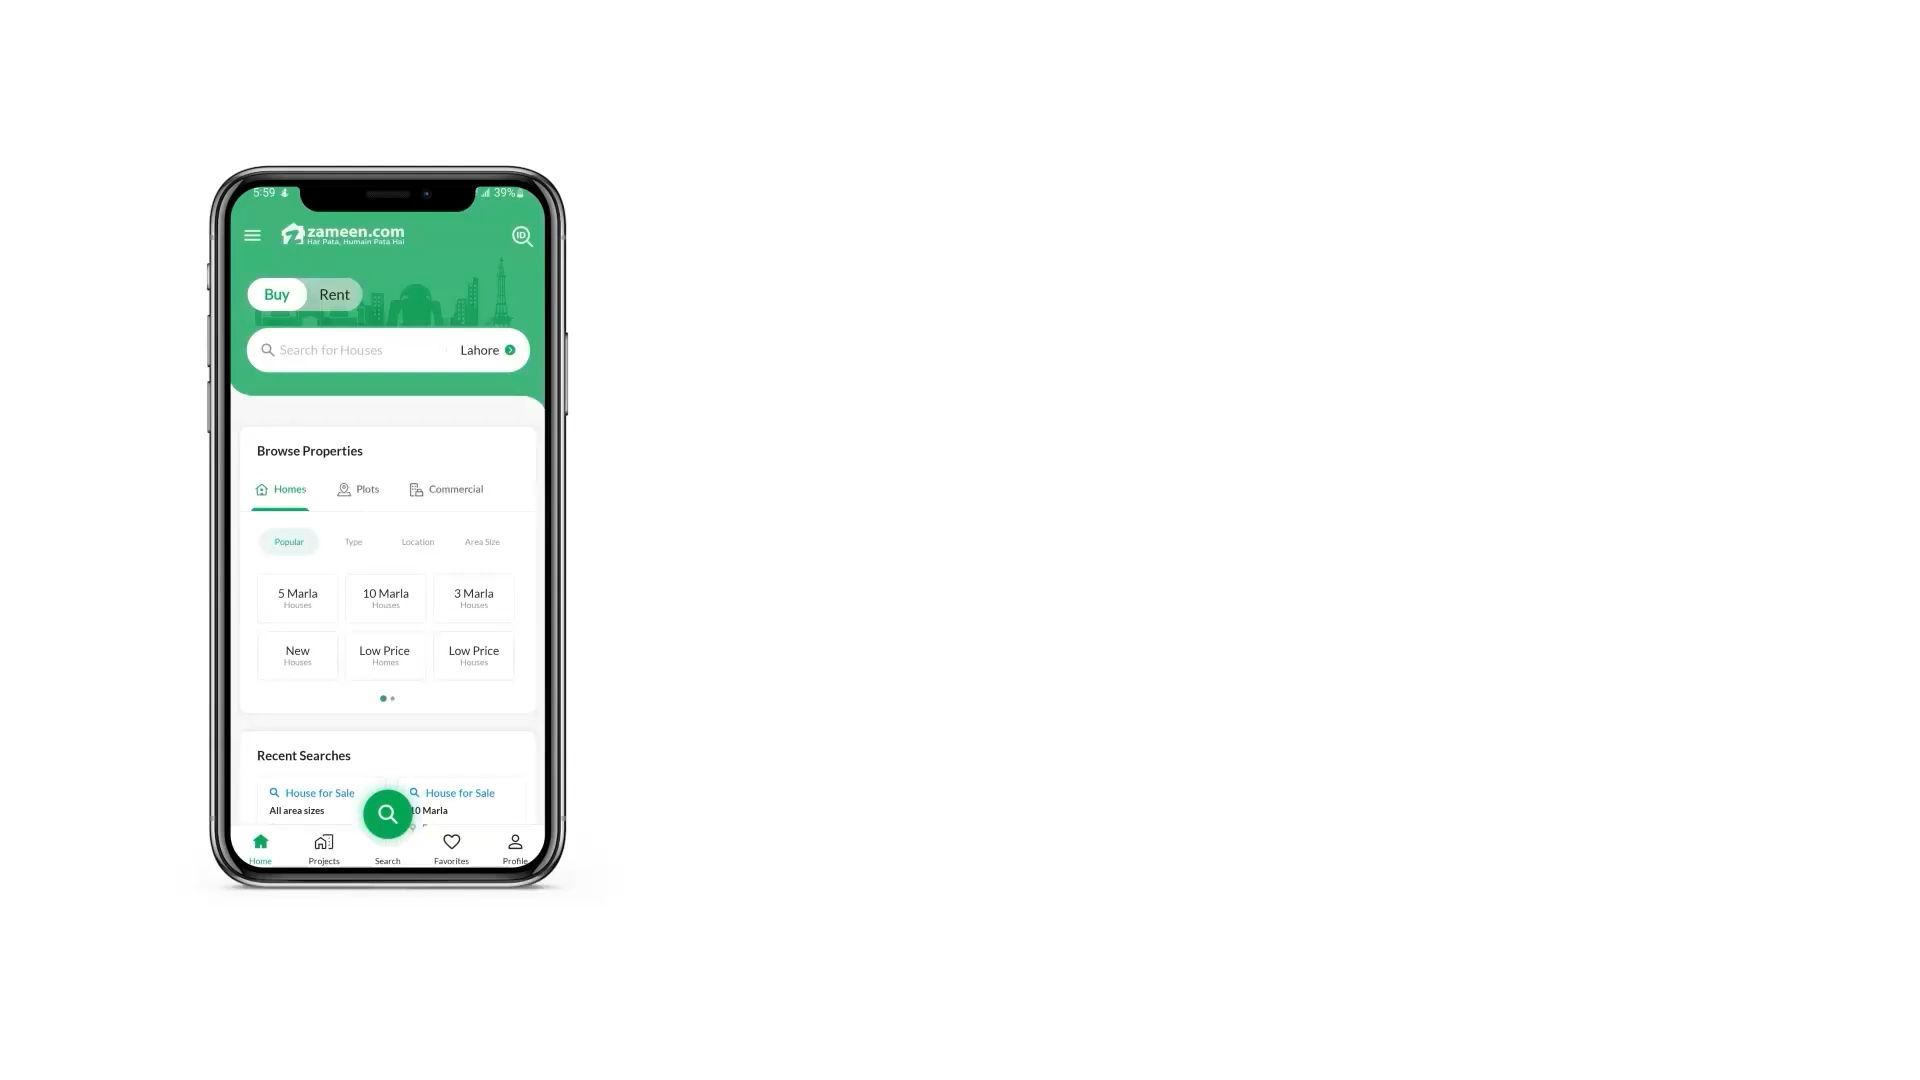 5:59 39%
zameen.com
Har Pata, Humain Pata Hai
ID
Buy Rent
Search for Houses Lahore
Browse Properties
Homes Plots Commercial
Popular Type Location Area Size
5 Marla 10 Marla 3 Marla
Houses Houses Houses
New Low Price Low Price
Houses Homes Houses
Recent Searches
House for Sale House for Sale
All area sizes 10 Marla
Home Projects Search Favorites Profile